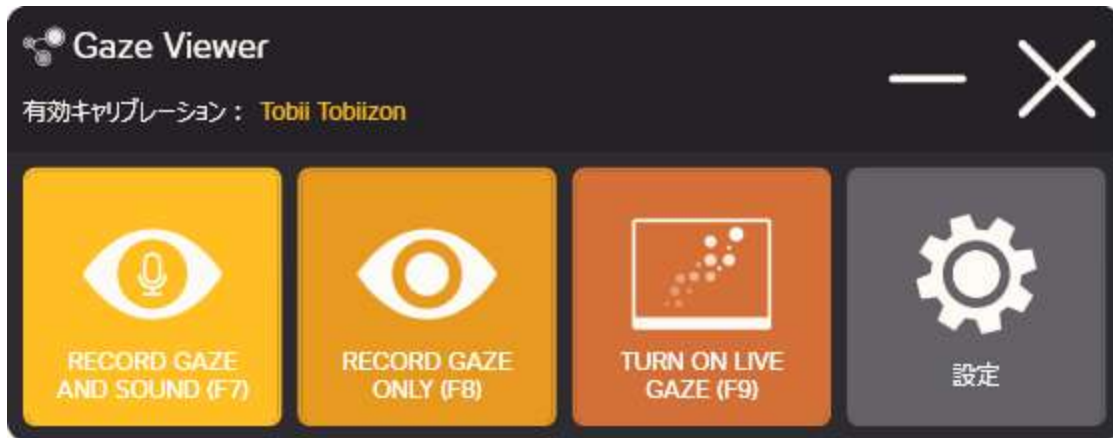 Gaze Viewer
有効キャリブレーション： Tobii Tobiizon
RECORD GAZE
AND SOUND (F7)
RECORD GAZE
ONLY (F8)
TURN ON LIVE
GAZE (F9)
設定